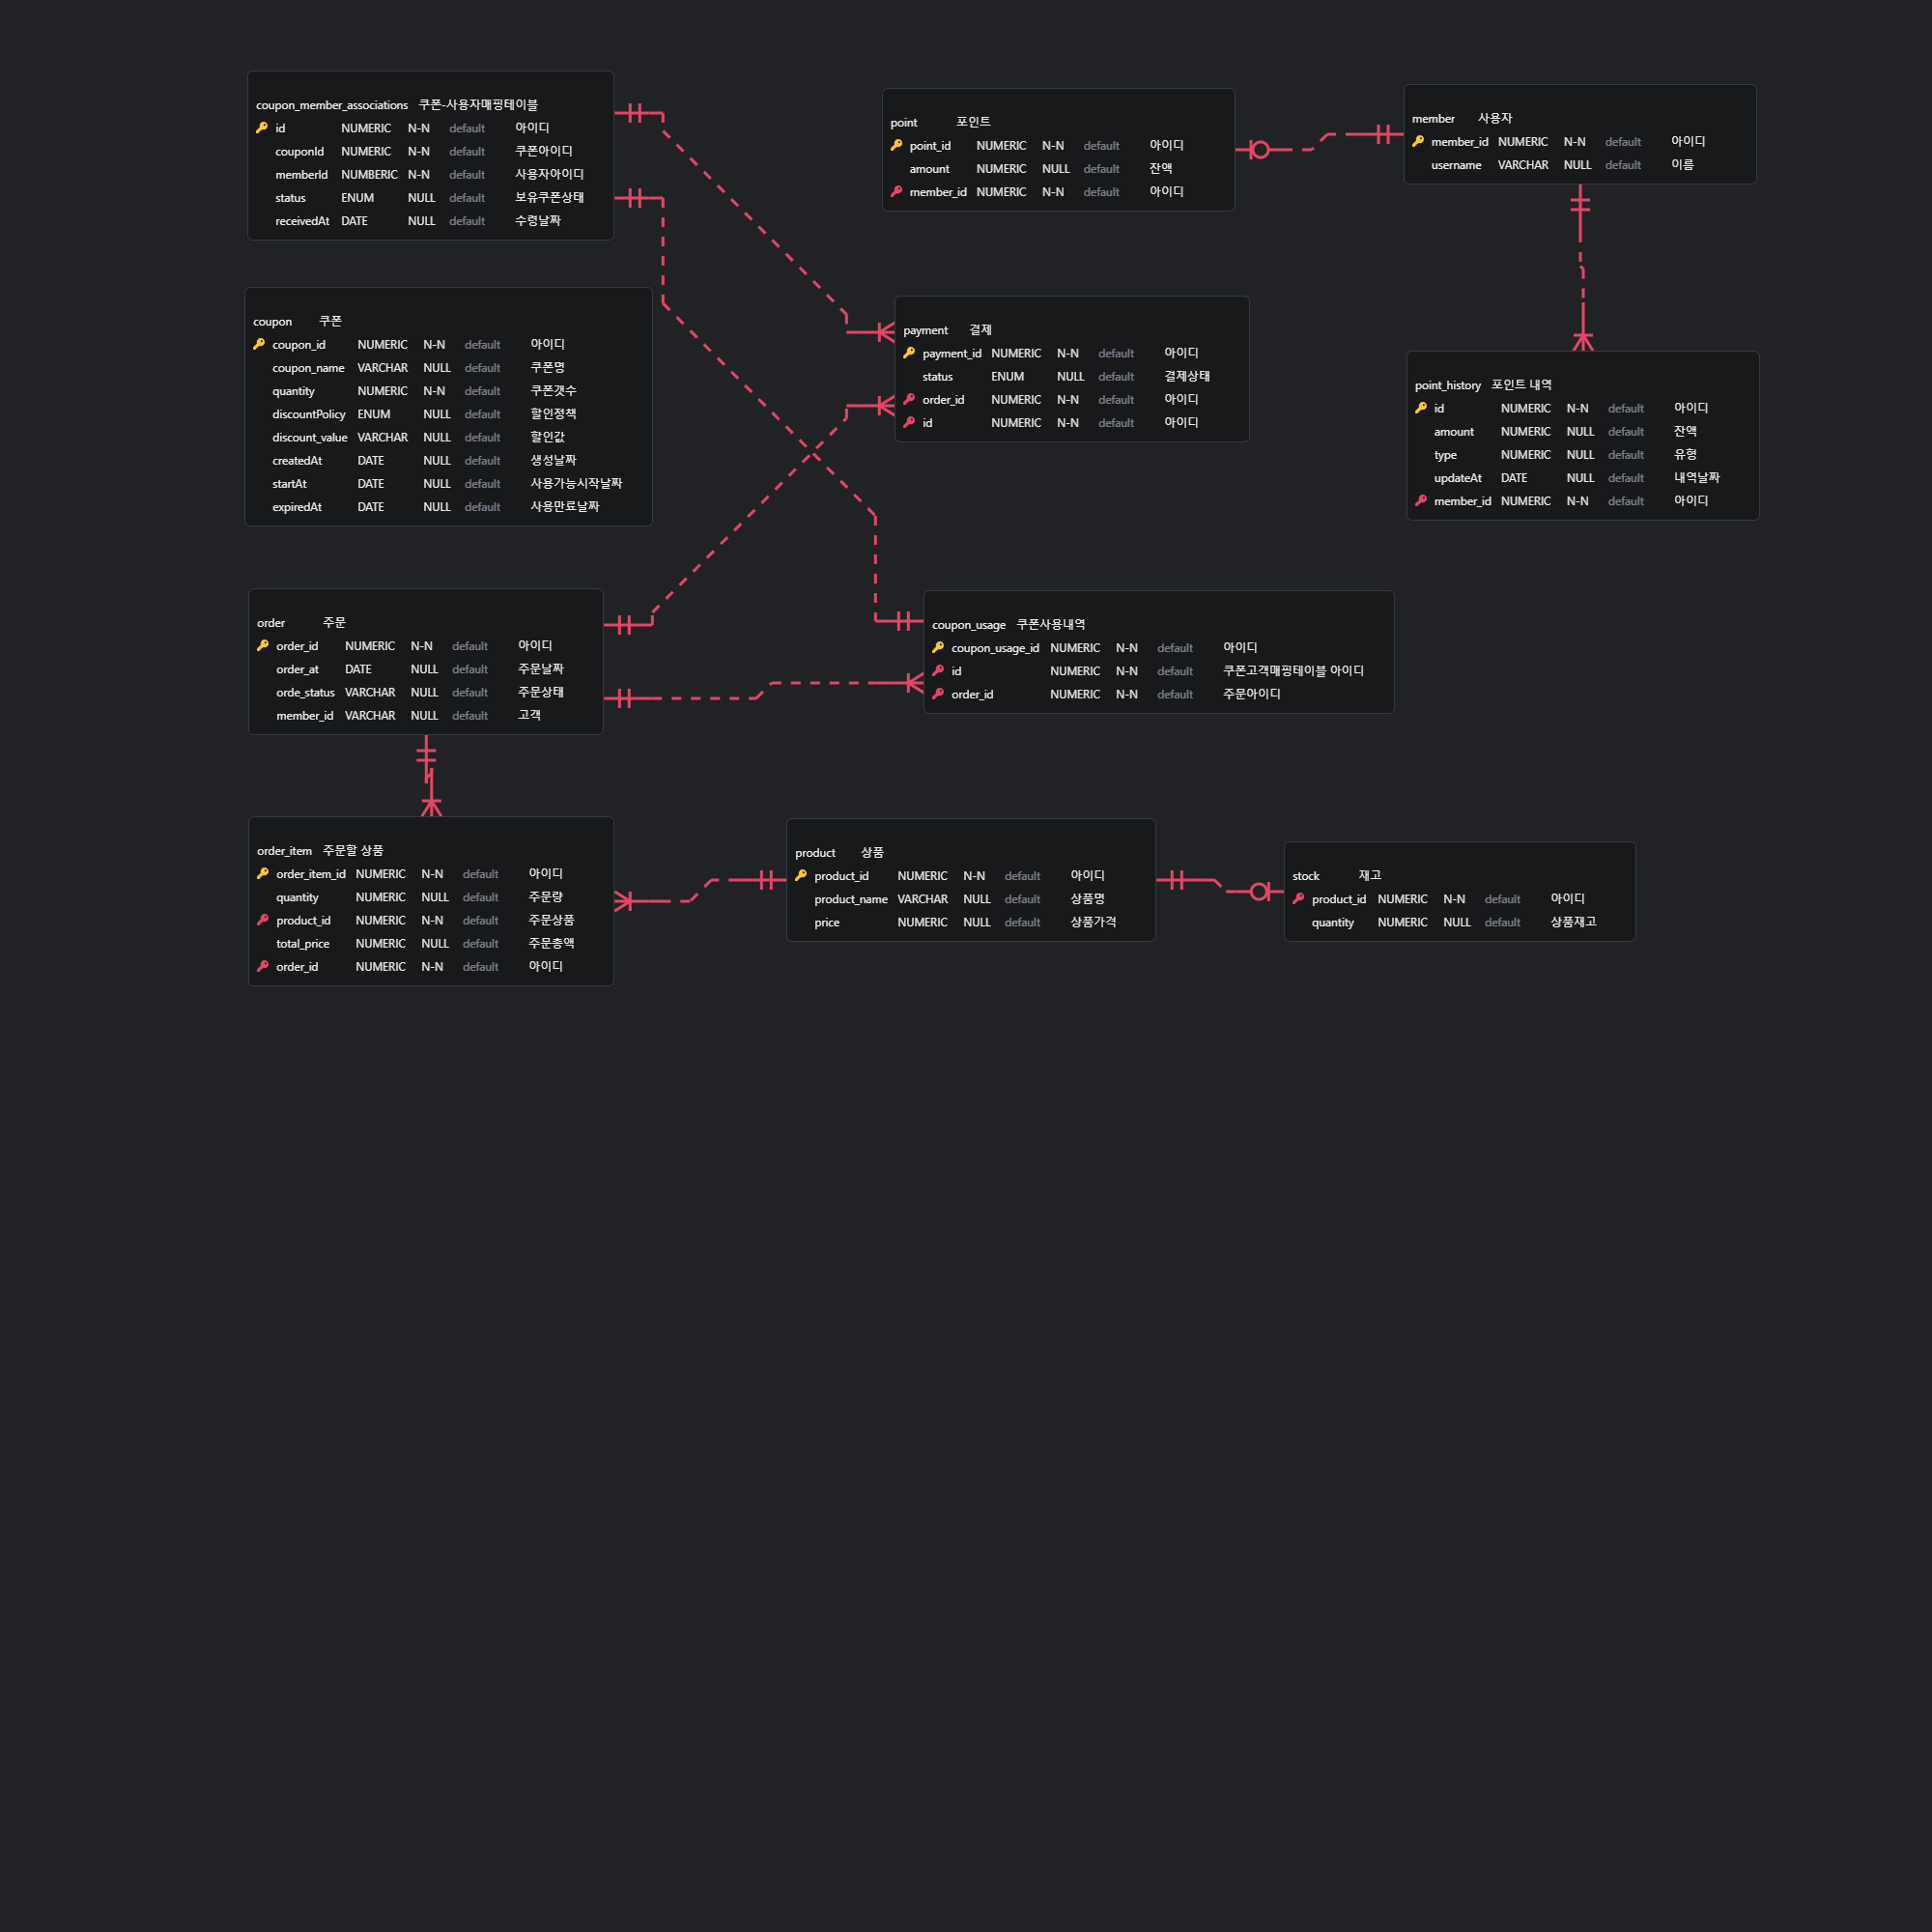 coupon_member_associations 쿠폰-사용자매핑테이블
id NUMERIC N-N default 아이디
couponId NUMERIC N-N default 쿠폰아이디
memberId NUMBERIC N-N default 사용자아이디
status ENUM NULL default 보유쿠폰상태
receivedAt DATE NULL default 수령날짜
point 포인트
point_id NUMERIC N-N default 아이디
amount NUMERIC NULL default 잔액
member_id NUMERIC N-N default 아이디
member 사용자
member_id NUMERIC N-N default 아이디
username VARCHAR NULL default 이름
coupon 쿠폰
coupon_id NUMERIC N-N default 아이디
coupon_name VARCHAR NULL default 쿠폰명
quantity NUMERIC N-N default 쿠폰갯수
discountPolicy ENUM NULL default 할인정책
discount_value VARCHAR NULL default 할인값
createdAt DATE NULL default 생성날짜
startAt DATE NULL default 사용가능시작날짜
expiredAt DATE NULL default 사용만료날짜
payment 결제
payment_id NUMERIC N-N default 아이디
status ENUM NULL default 결제상태
order_id NUMERIC N-N default 아이디
id NUMERIC N-N default 아이디
point_history 포인트 내역
id NUMERIC N-N default 아이디
amount NUMERIC NULL default 잔액
type NUMERIC NULL default 유형
updateAt DATE NULL default 내역날짜
member_id NUMERIC N-N default 아이디
order 주문
order_id NUMERIC N-N default 아이디
order_at DATE NULL default 주문날짜
orde_status VARCHAR NULL default 주문상태
member_id VARCHAR NULL default 고객
coupon_usage 쿠폰사용내역
coupon_usage_id NUMERIC N-N default 아이디
id NUMERIC N-N default 쿠폰고객매핑테이블 아이디
order_id NUMERIC N-N default 주문아이디
order_item 주문할 상품
order_item_id NUMERIC N-N default 아이디
quantity NUMERIC NULL default 주문량
product_id NUMERIC N-N default 주문상품
total_price NUMERIC NULL default 주문총액
order_id NUMERIC N-N default 아이디
product 상품
product_id NUMERIC N-N default 아이디
product_name VARCHAR NULL default 상품명
price NUMERIC NULL default 상품가격
stock 재고
product_id NUMERIC N-N default 아이디
quantity NUMERIC NULL default 상품재고